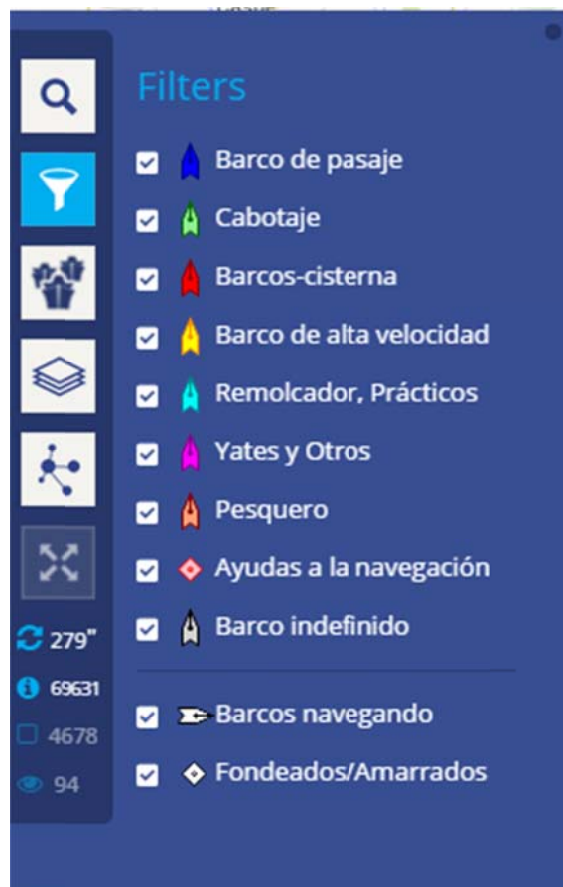 Filters
Barco de pasaje
Cabotaje
Barcos-cisterna
Barco de alta velocidad
Remolcador, Prácticos
Yates y Otros
Pesquero
Ayudas a la navegación
Barco indefinido
Barcos navegando
Fondeados/Amarrados
279"
69631
4678
94